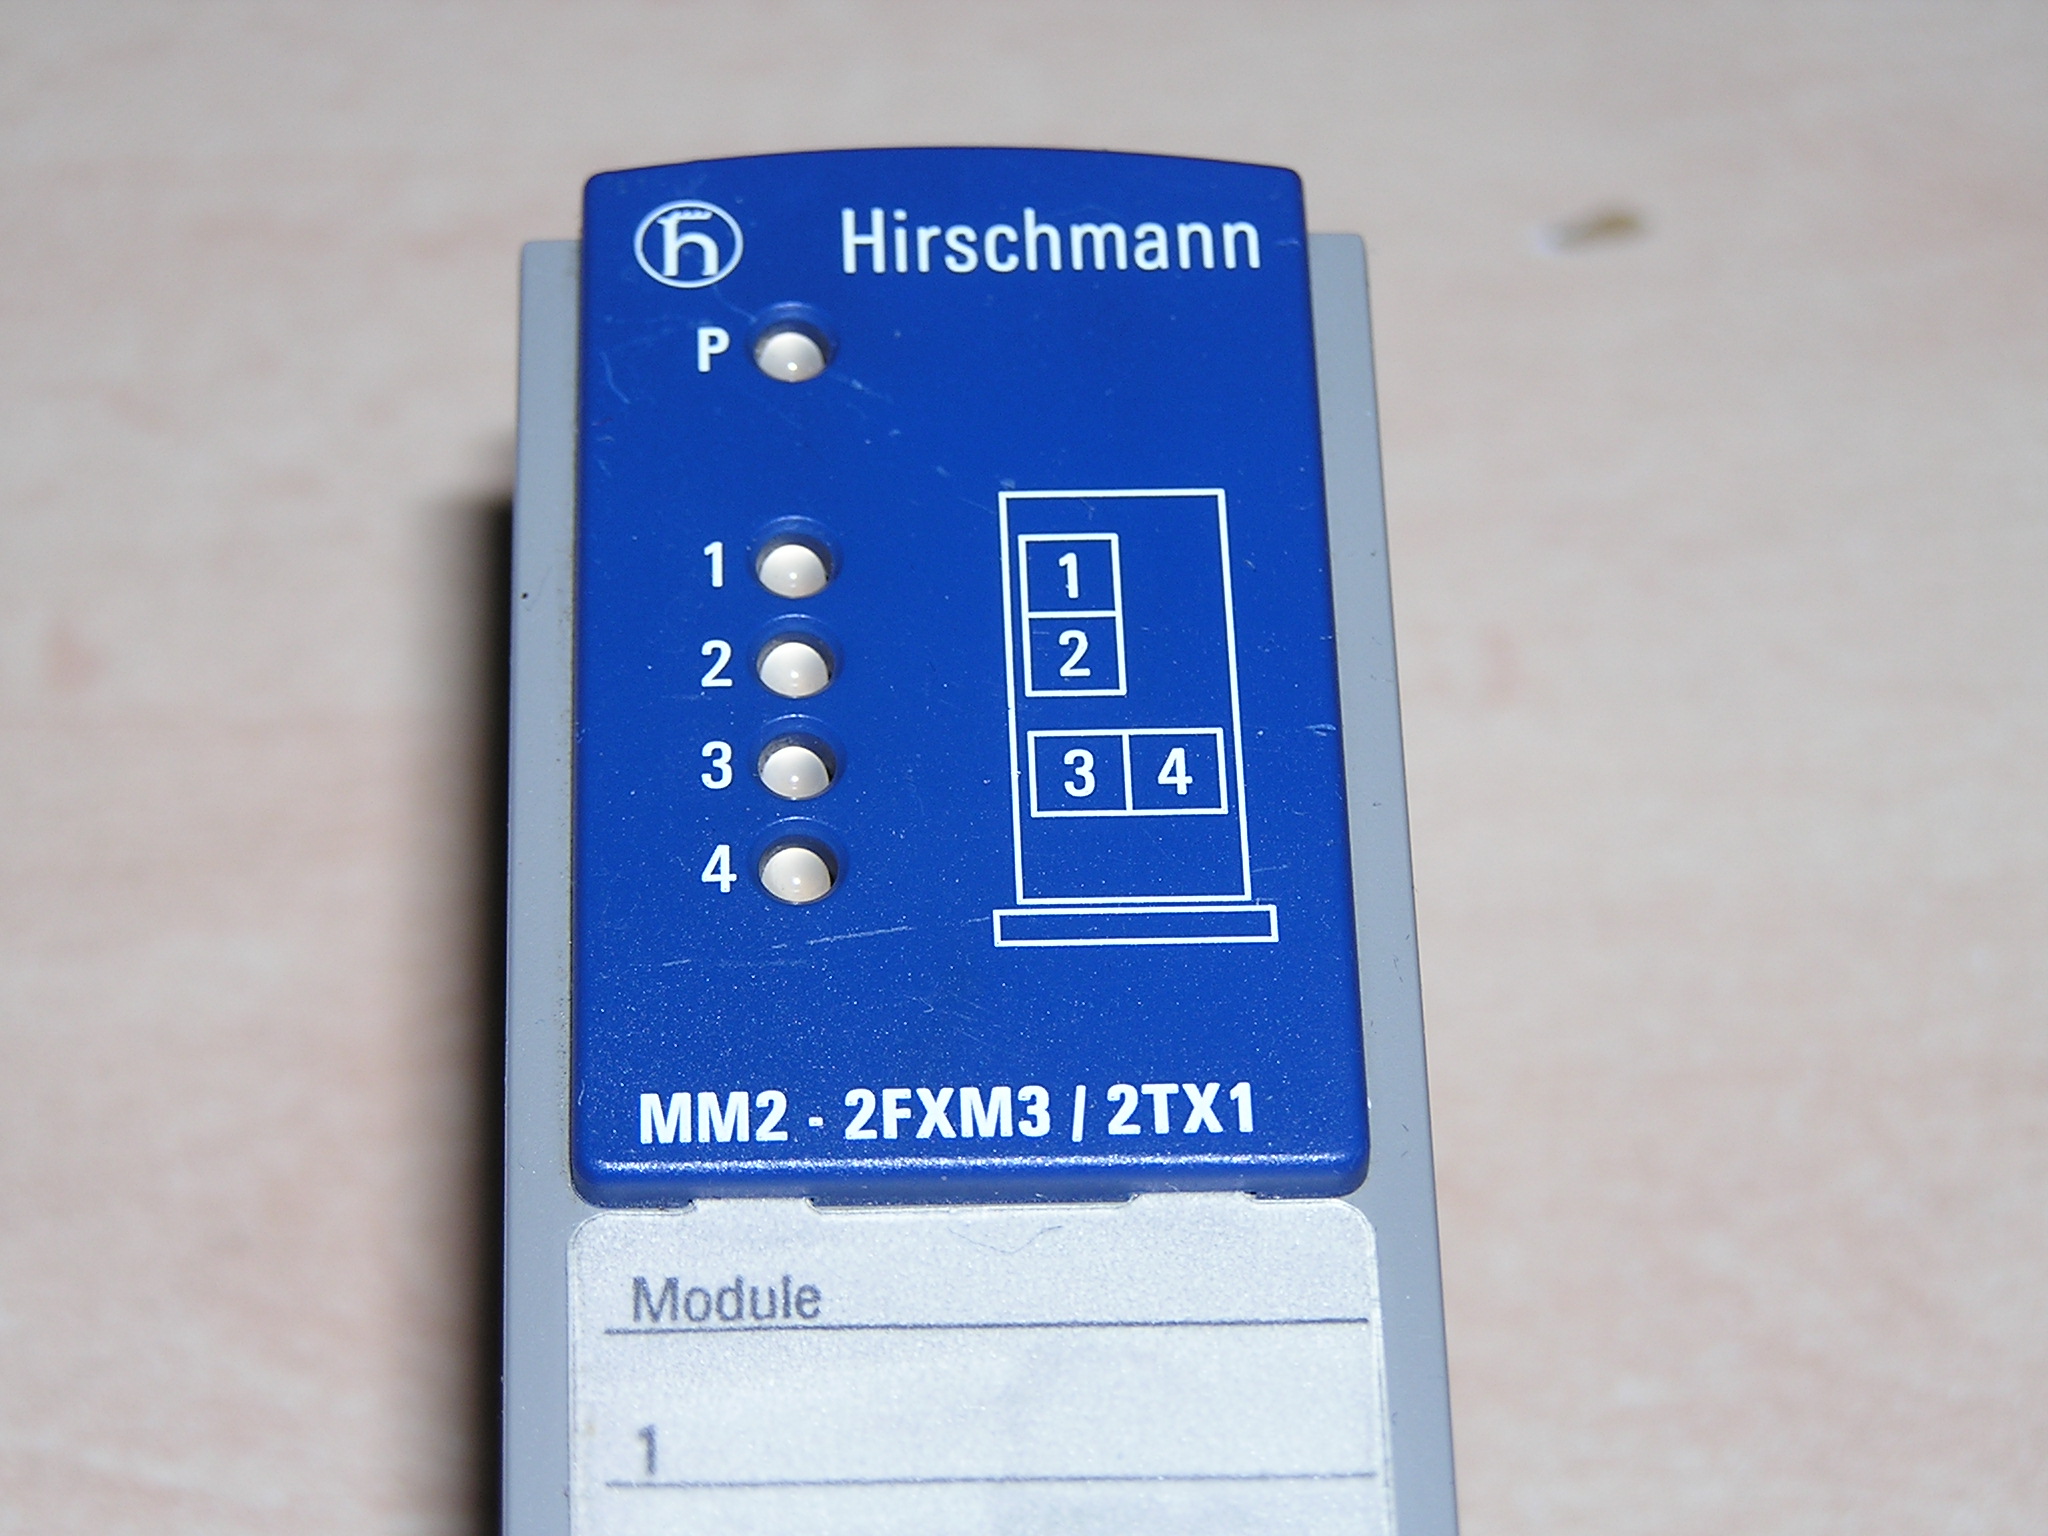 h Hirschmann
P
1
2
3
4
1
2
3 4
MM2 - 2FXM3 / 2TX1
Module
1